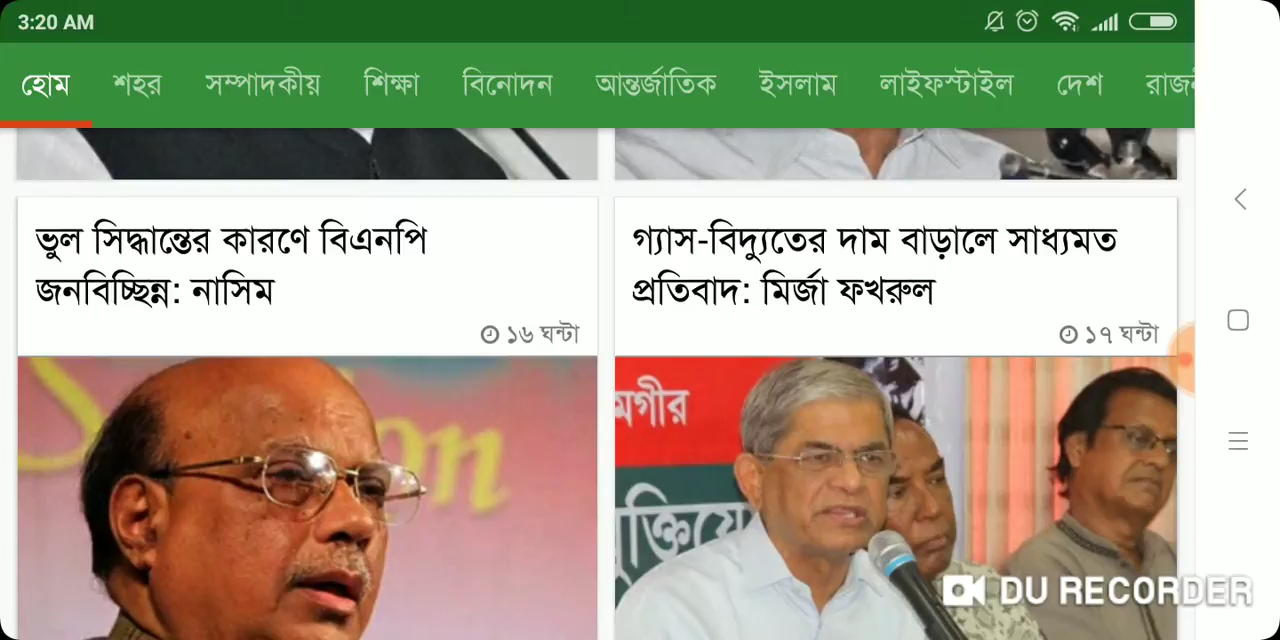 3:20 AM
হোম শহর সম্পাদকীয় শিক্ষা বিনোদন আন্তর্জাতিক ইসলাম লাইফস্টাইল দেশ
ভুল সিদ্ধান্তের কারণে বিএনপি
জনবিচ্ছিন্ন: নাসিম
১৬ ঘন্টা
গ্যাস-বিদ্যুতের দাম বাড়ালে সাধ্যমত
প্রতিবাদ: মির্জা ফখরুল
১৭ ঘন্টা
মগীর
DU RECORDER